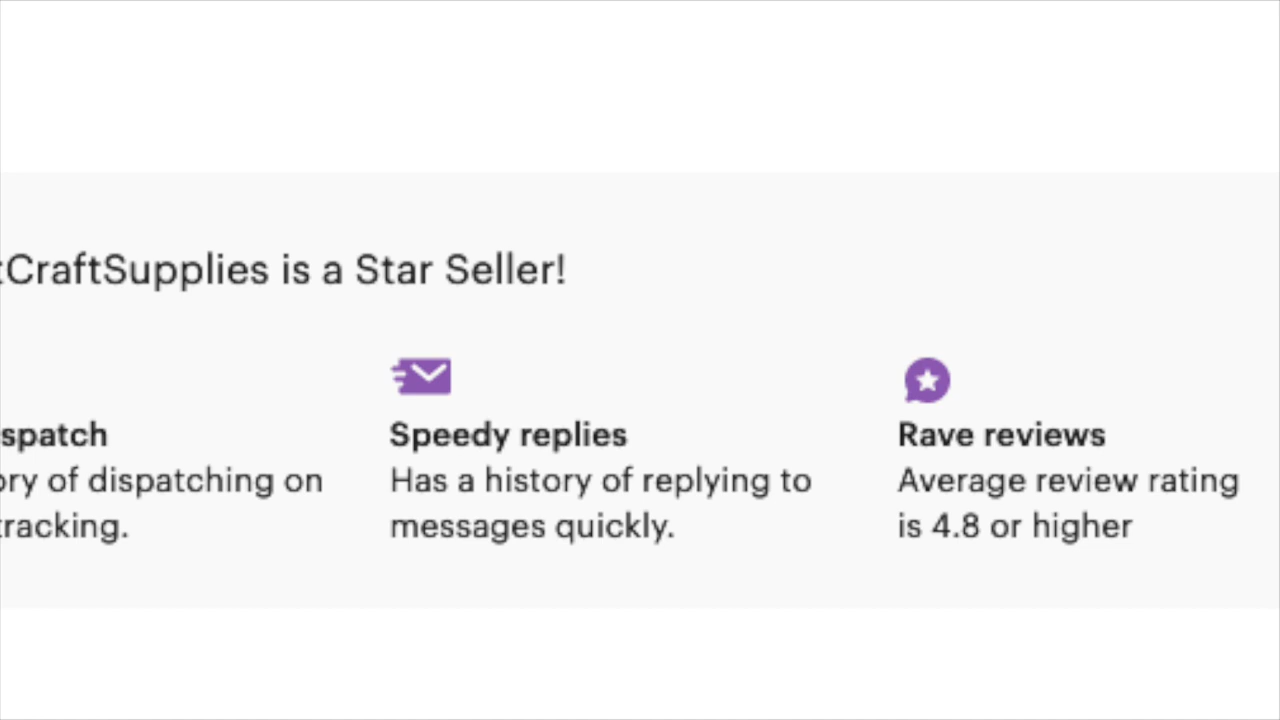 CraftSupplies is a Star Seller!
spatch
ory of dispatching on
tracking.
Speedy replies
Has a history of replying to
messages quickly.
Rave reviews
Average review rating
is 4.8 or higher